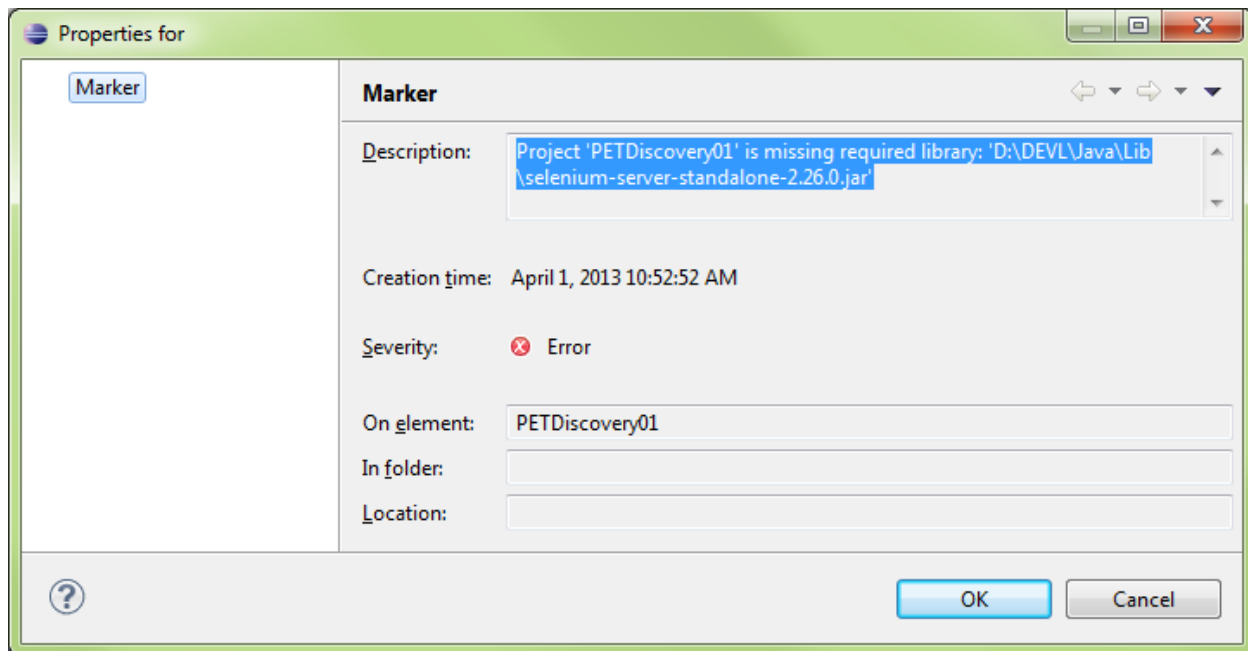 Properties for
Marker
Marker
Description: Project 'PETDiscovery01' is missing required library: 'D:\DEVL\Java\Lib
\selenium-server-standalone-2.26.0.jar'
Creation time: April 1, 2013 10:52:52 AM
Severity: Error
On element: PETDiscovery01
In folder:
Location:
OK Cancel